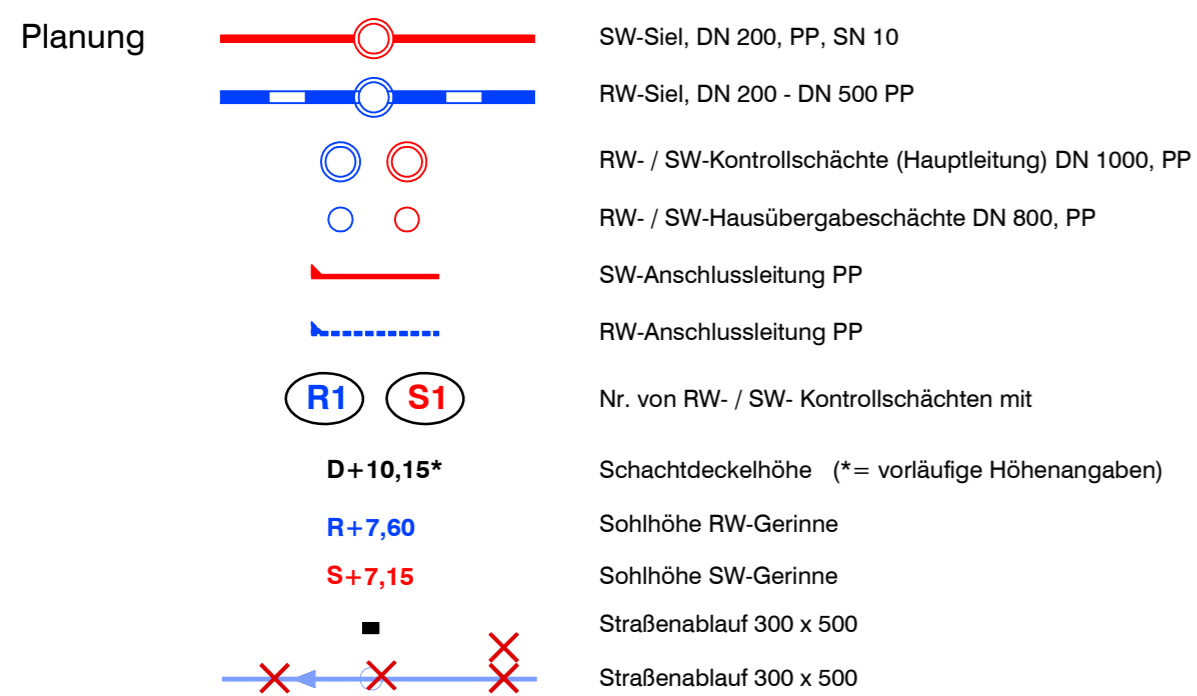 Planung
SW-Siel, DN 200, PP, SN 10
RW-Siel, DN 200 - DN 500 PP
RW- / SW-Kontrollschächte (Hauptleitung) DN 1000, PP
RW- / SW-Hausübergabeschächte DN 800, PP
SW-Anschlussleitung PP
RW-Anschlussleitung PP
R1 S1 Nr. von RW- / SW- Kontrollschächten mit
D+10,15* Schachtdeckelhöhe (*= vorläufige Höhenangaben)
R+7,60 Sohlhöhe RW-Gerinne
S+7,15 Sohlhöhe SW-Gerinne
Straßenablauf 300 x 500
Straßenablauf 300 x 500